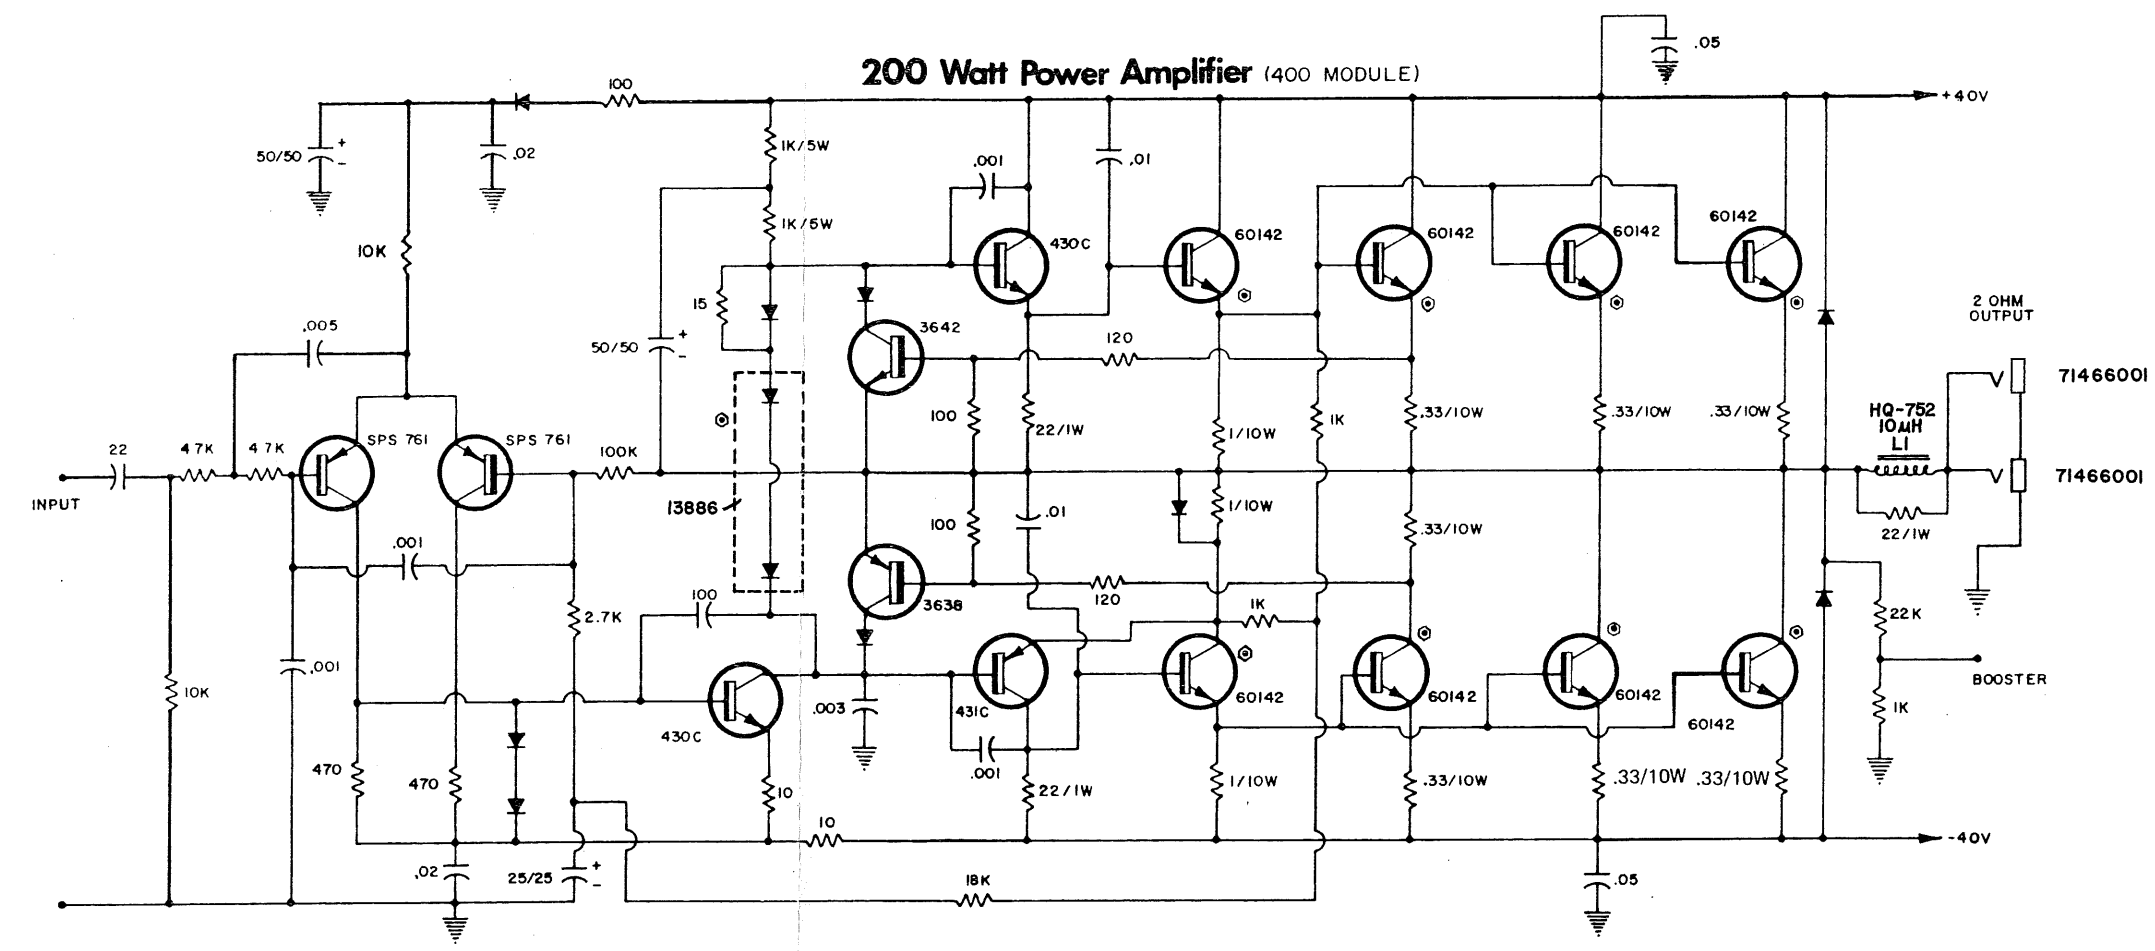 200 Watt Power Amplifier (400 MODULE)
.05
100
+40V
50/50
+
-
.02
1K/5W
.001
.01
1K/5W
10K
430C
60142
60142
60142
60142
15
2 OHM
OUTPUT
.005
3642
50/50
+
-
120
71466001
100
22/1W
1/10W
1K
.33/10W
.33/10W
.33/10W
HQ-752
10µH
L1
22
47K
47K
SPS 761
SPS 761
100K
INPUT
13886
100
.01
1/10W
.33/10W
22/1W
71466001
.001
100
3638
120
1K
2.7K
22K
.001
10K
BOOSTER
430C
.003
431C
60142
60142
60142
60142
1K
.001
470
470
10
22/1W
1/10W
.33/10W
.33/10W
.33/10W
10
-40V
.02
25/25
+
-
18K
.05